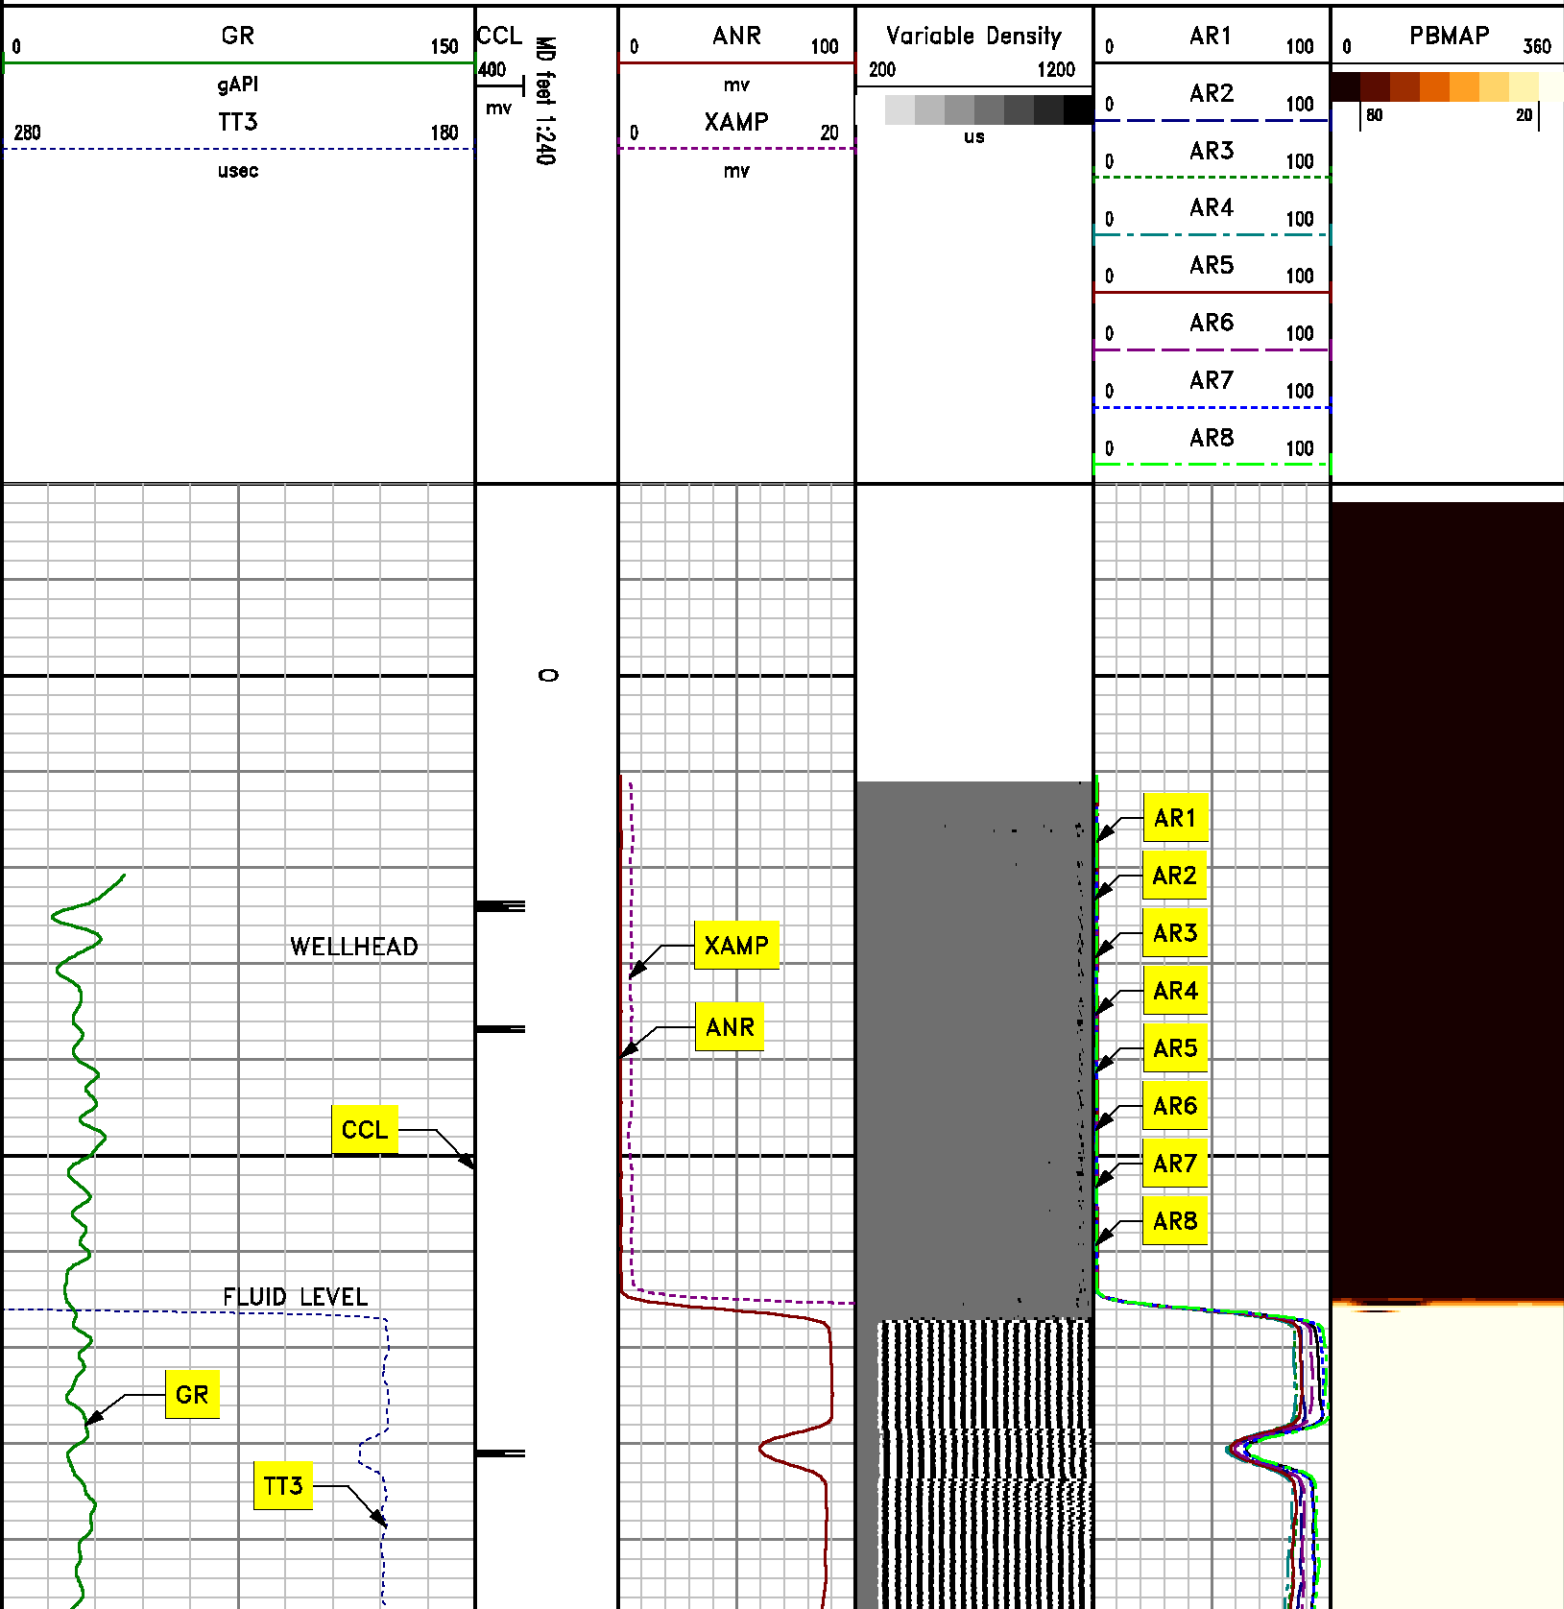 GR
0 150
gAPI
TT3
280 180
usec
CCL
400
mv
MD feet 1:240
ANR
0 100
mv
XAMP
0 20
mv
Variable Density
200 1200
us
AR1
0 100
AR2
0 100
AR3
0 100
AR4
0 100
AR5
0 100
AR6
0 100
AR7
0 100
AR8
0 100
PBMAP
0 360
80 20
0
WELLHEAD
CCL
FLUID LEVEL
GR
TT3
XAMP
ANR
AR1
AR2
AR3
AR4
AR5
AR6
AR7
AR8